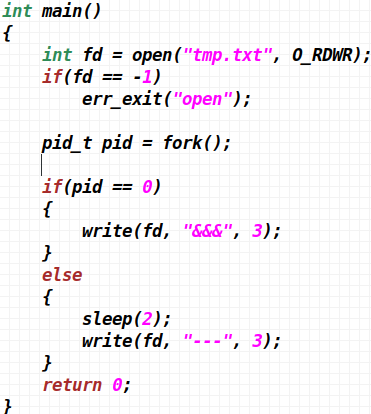 int main()
{
    int fd = open("tmp.txt", O_RDWR);
    if(fd == -1)
        err_exit("open");

    pid_t pid = fork();

    if(pid == 0)
    {
        write(fd, "&&&", 3);
    }
    else
    {
        sleep(2);
        write(fd, "---", 3);
    }
    return 0;
}